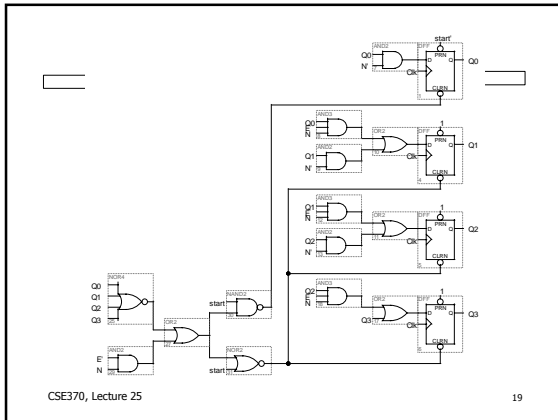 start'
AND2
DFF
Q0
N'
PRN
D
Q
Q0
Clk
CLRN
3
AND3
Q0
E
N
AND2
Q1
N'
OR2
DFF
1
PRN
D
Q
Q1
Clk
CLRN
4
AND3
Q1
E
N
AND2
Q2
N'
OR2
DFF
1
PRN
D
Q
Q2
Clk
CLRN
AND3
Q2
E
N
OR2
Q3
DFF
1
PRN
D
Q
Q3
Clk
CLRN
NOR4
Q0
Q1
Q2
Q3
AND2
E'
N
OR2
NAND2
start
NOR2
start
CSE370, Lecture 25
19